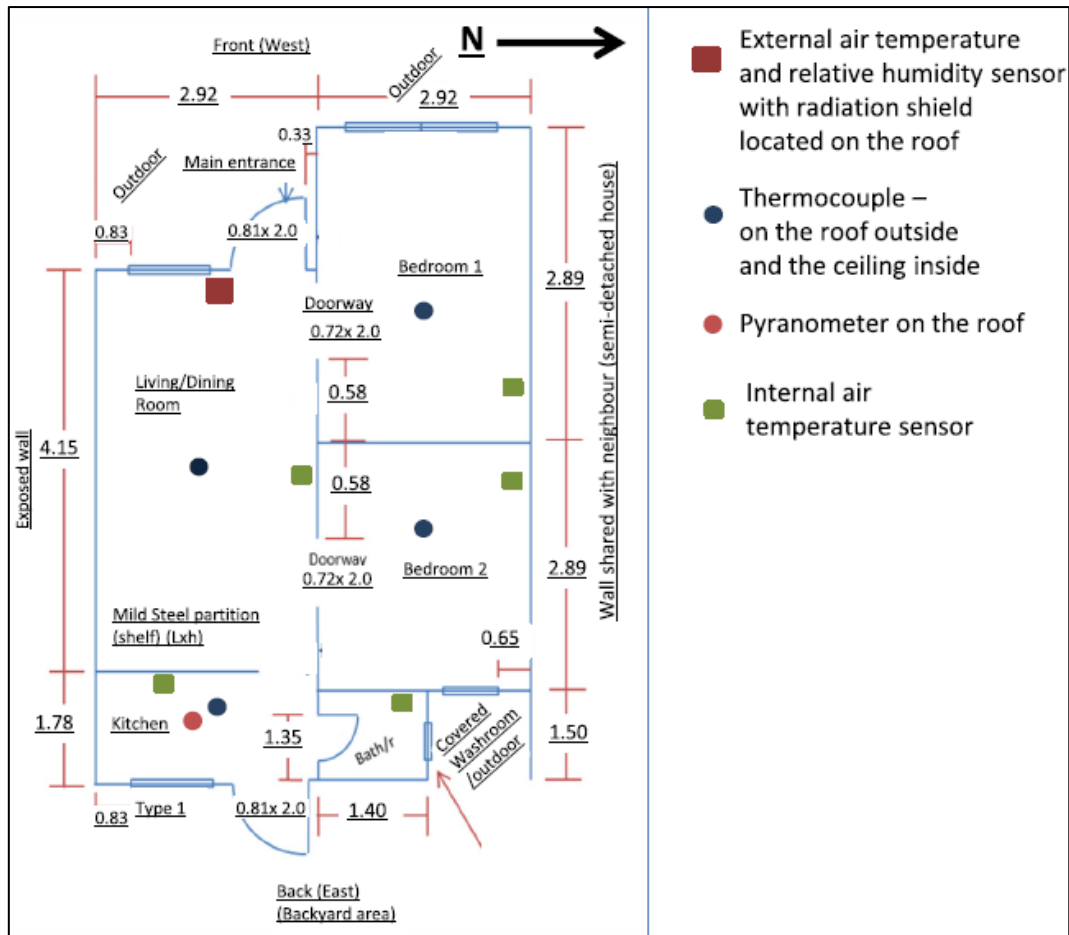 Front (West)
N
Outdoor
2.92
2.92
0.33
Main entrance
Outdoor
0.81x 2.0
0.83
Bedroom 1
2.89
Doorway
0.72x 2.0
Living/Dining
Room
0.58
4.15
Exposed wall
Wall shared with neighbour (semi-detached house)
0.58
Doorwav
0.72x 2.0
Bedroom 2
2.89
Mild Steel partition
(shelf) (Lxh)
0.65
1.78
Kitchen
1.35
Bath/r
Covered
Washroom
/outdoor
1.50
Type 1
0.83
0.81x 2.0
1.40
Back (East)
(Backyard area)
External air temperature
and relative humidity sensor
with radiation shield
located on the roof
Thermocouple –
on the roof outside
and the ceiling inside
Pyranometer on the roof
Internal air
temperature sensor